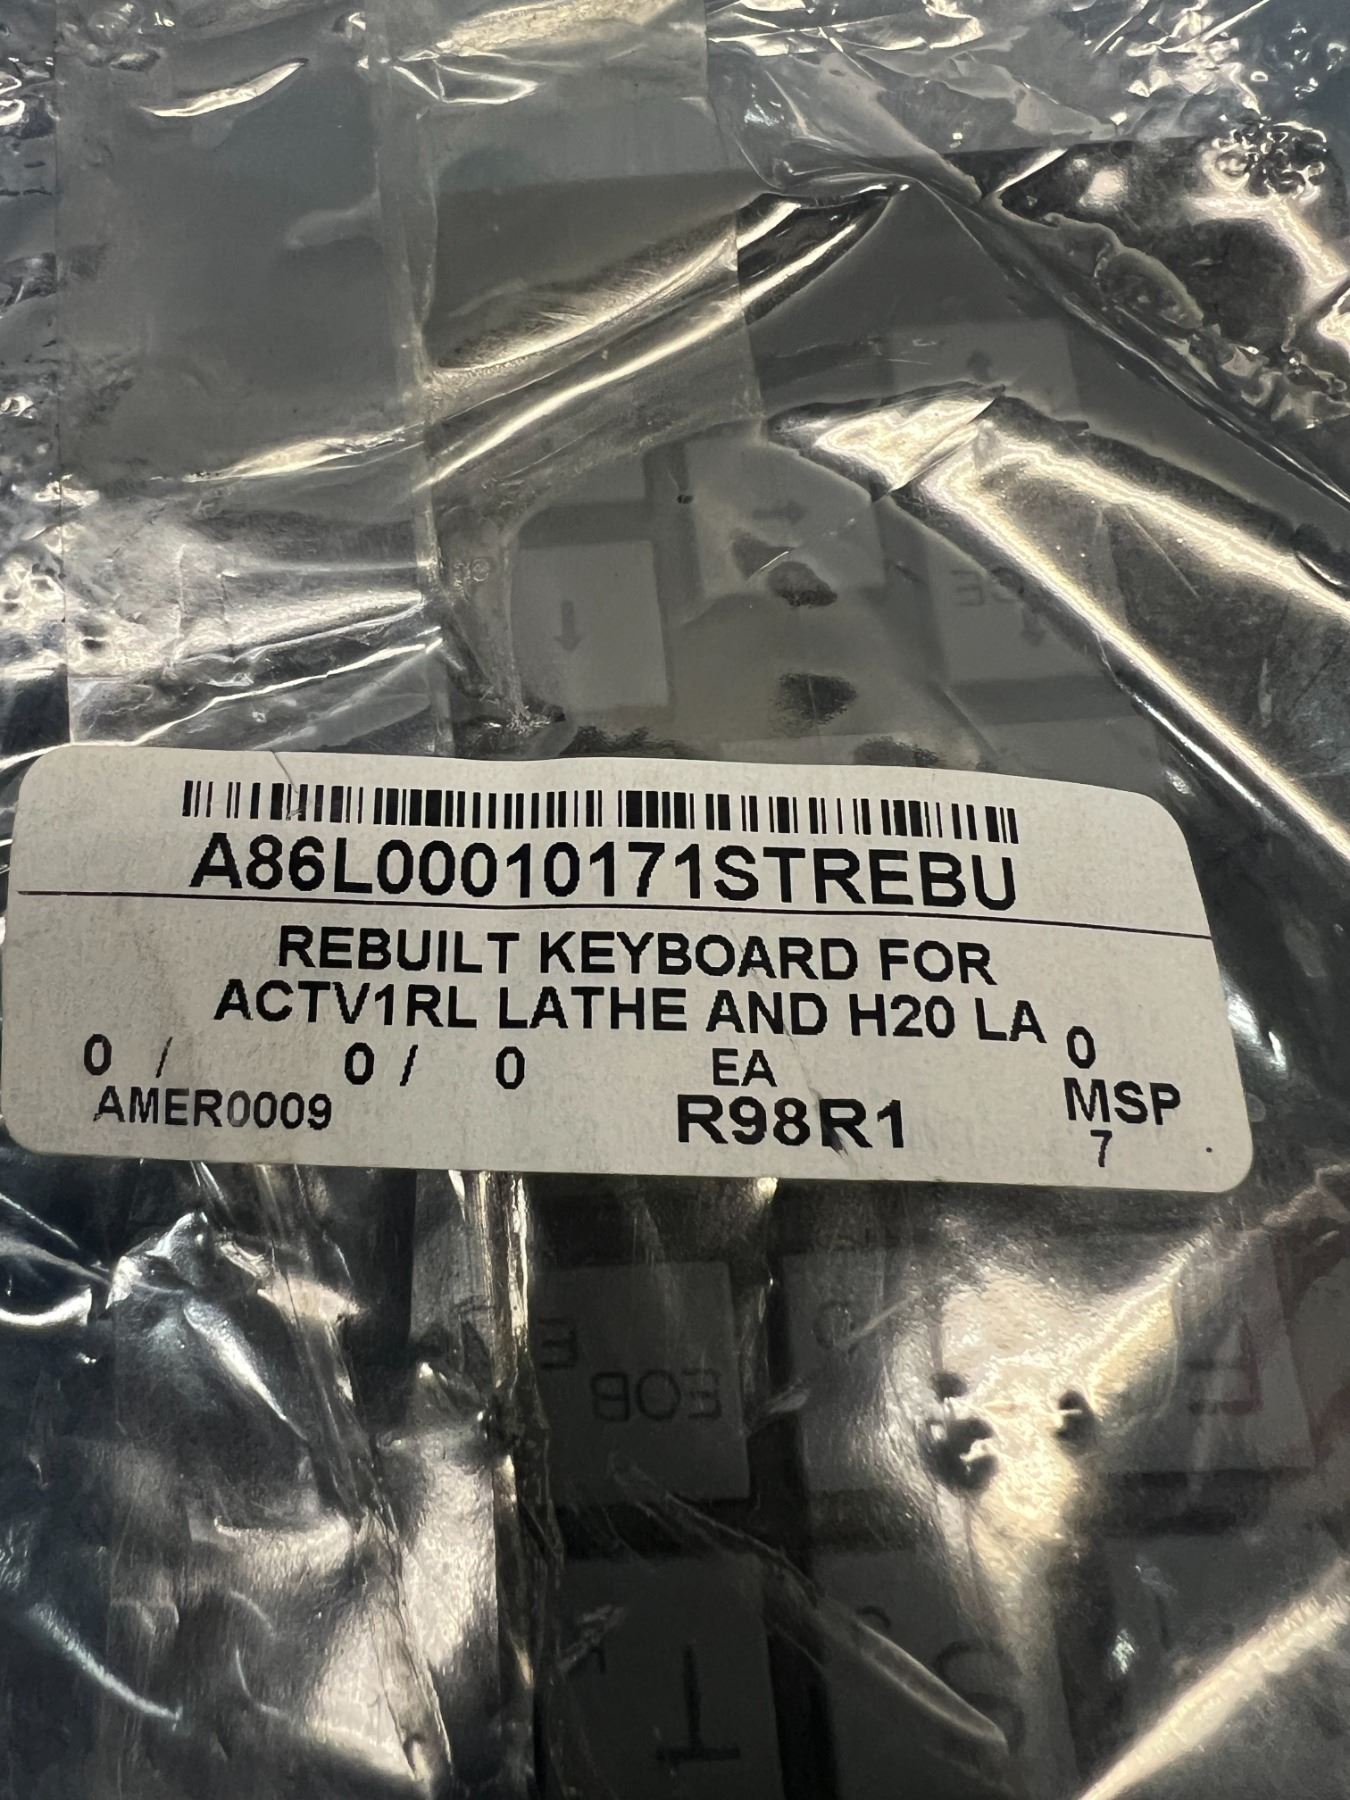 A86L00010171STREBU
REBUILT KEYBOARD FOR
ACTV1RL LATHE AND H20 LA
0 / 0 / 0 EA 0
AMER0009 R98R1 MSP
7
EOB
T